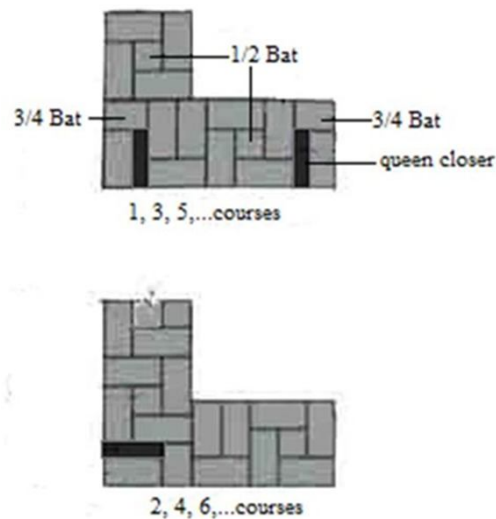 1/2 Bat
3/4 Bat
3/4 Bat
queen closer
1, 3, 5,...courses
2, 4, 6,...courses